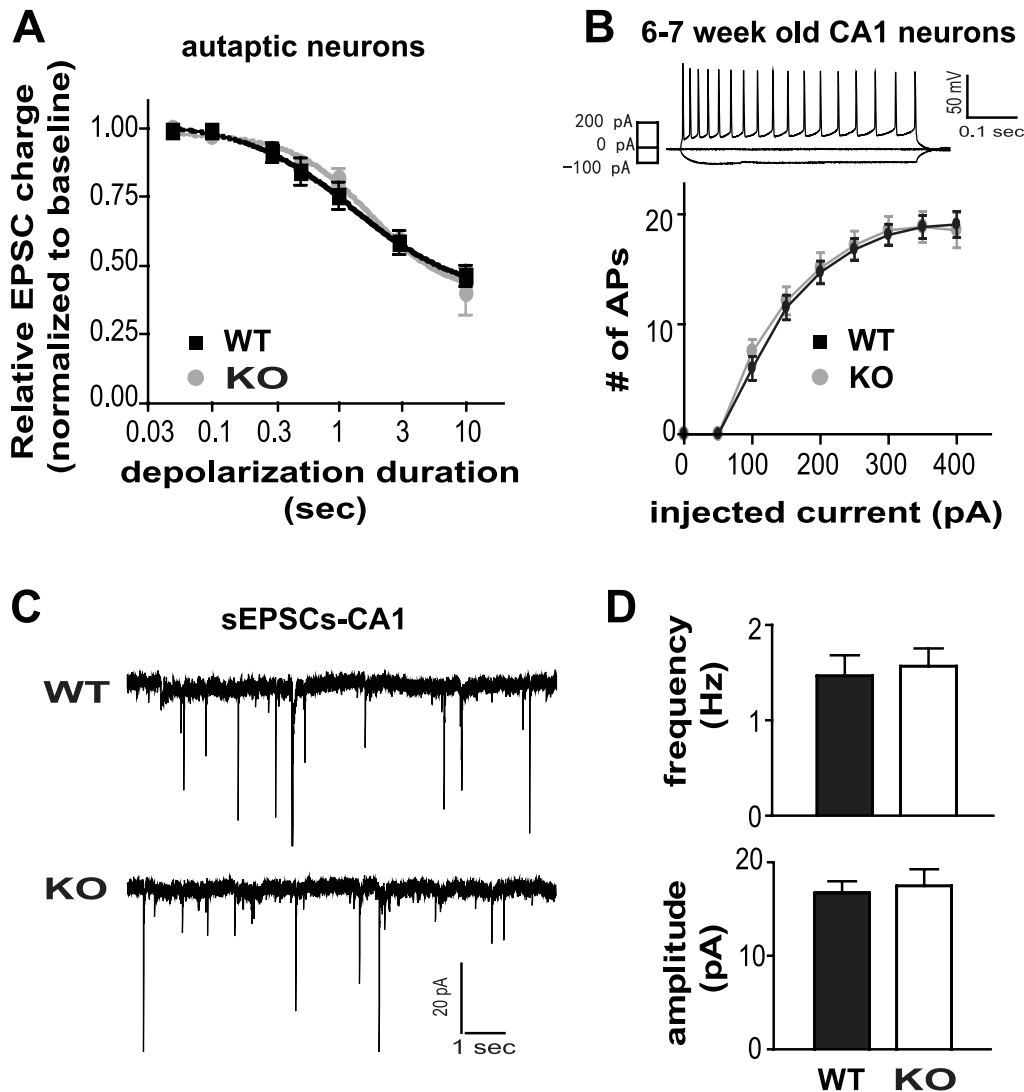 A
autaptic neurons
Relative EPSC charge
(normalized to baseline)
1.00
0.75
0.50
0.25
0.00
WT
KO
0.03 0.1 0.3 1 3 10
depolarization duration
(sec)
B
6-7 week old CA1 neurons
200 pA
0 pA
−100 pA
50 mV
0.1 sec
# of APs
20
10
0
WT
KO
0 100 200 300 400
injected current (pA)
C
sEPSCs-CA1
WT
KO
20 pA
1 sec
D
frequency
(Hz)
2
1
0
amplitude
(pA)
20
10
0
WT KO